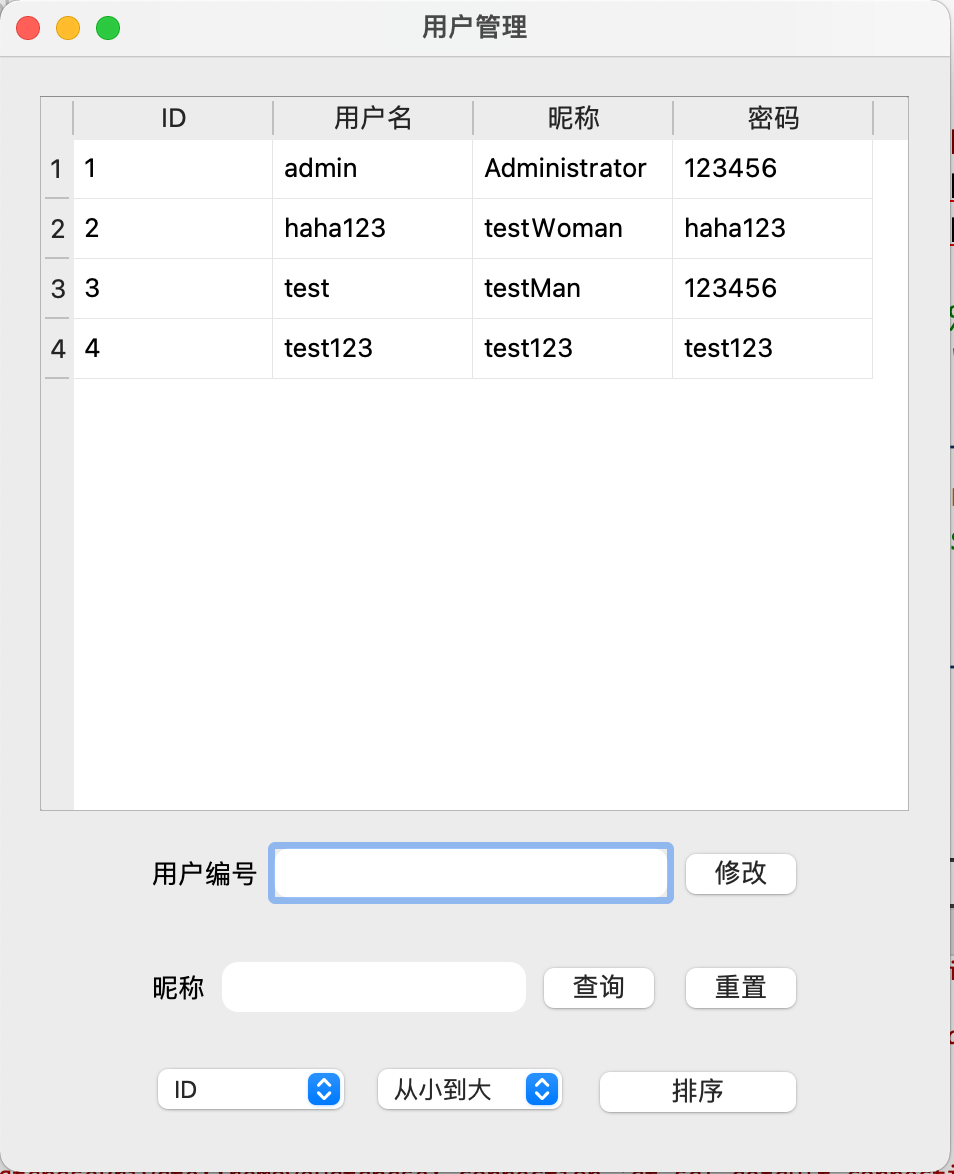 用户管理
ID 用户名 昵称 密码
1 1 admin Administrator 123456
2 2 haha123 testWoman haha123
3 3 test testMan 123456
4 4 test123 test123 test123
用户编号 修改
昵称 查询 重置
ID 从小到大 排序